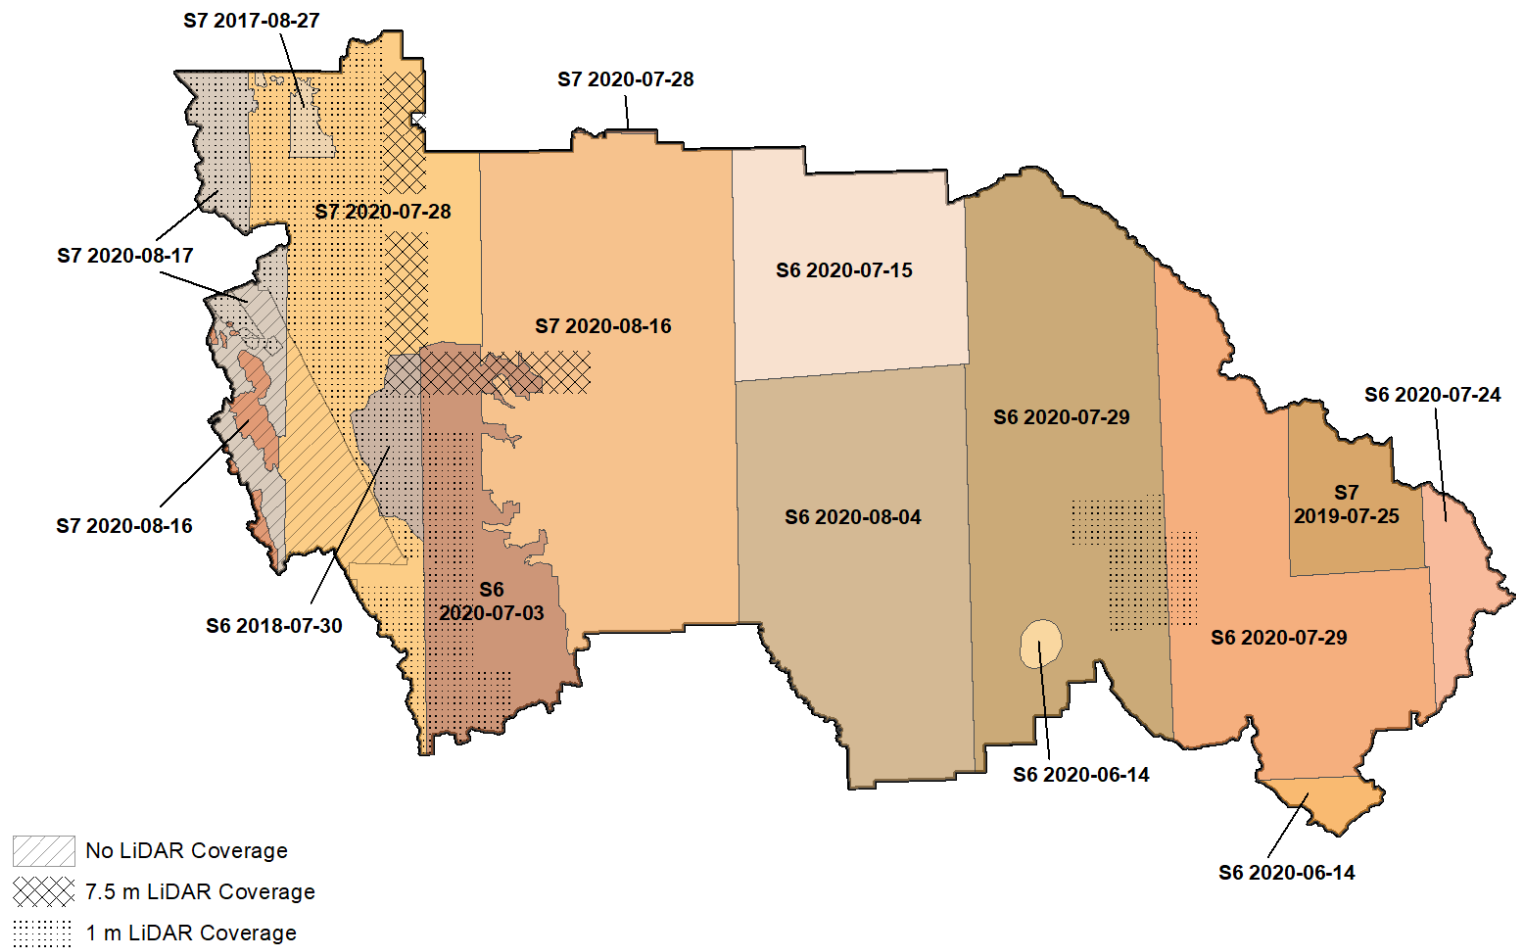 S7 2017-08-27
S7 2020-07-28
S7 2020-07-28
S7 2020-08-17
S6 2020-07-15
S7 2020-08-16
S6 2020-07-24
S6 2020-07-29
S7
2019-07-25
S6 2020-08-04
S7 2020-08-16
S6
2020-07-03
S6 2018-07-30
S6 2020-07-29
S6 2020-06-14
S6 2020-06-14
No LiDAR Coverage
7.5 m LiDAR Coverage
1 m LiDAR Coverage